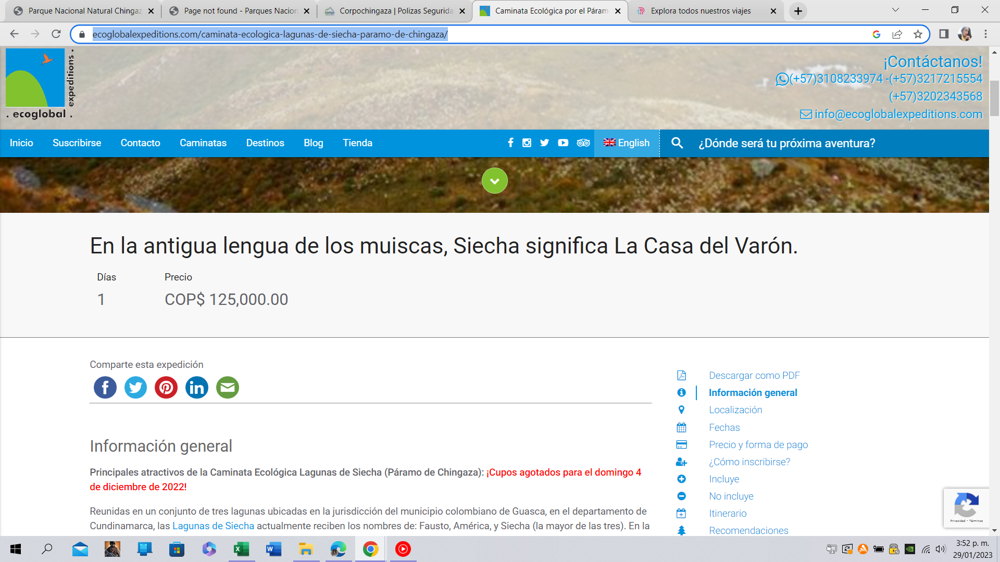 Parque Nacional Natural Chingaz
Page not found - Parques Nacion
Corpochingaza | Polizas Segurida
Caminata Ecológica por el Páram
Explora todos nuestros viajes
ecoglobalexpeditions.com/caminata-ecologica-lagunas-de-siecha-paramo-de-chingaza/
expeditions .
. ecoglobal .
¡Contáctanos!
(+57)3108233974 -(+57)3217215554
(+57)3202343568
info@ecoglobalexpeditions.com
Inicio Suscribirse Contacto Caminatas Destinos Blog Tienda English ¿Dónde será tu próxima aventura?
En la antigua lengua de los muiscas, Siecha significa La Casa del Varón.
Días Precio
1 COP$ 125,000.00
Comparte esta expedición
Descargar como PDF
Información general
Localización
Fechas
Precio y forma de pago
¿Cómo inscribirse?
Incluye
No incluye
Itinerario
Recomendaciones
Información general
Principales atractivos de la Caminata Ecológica Lagunas de Siecha (Páramo de Chingaza): ¡Cupos agotados para el domingo 4
de diciembre de 2022!
Reunidas en un conjunto de tres lagunas ubicadas en la jurisdicción del municipio colombiano de Guasca, en el departamento de
Cundinamarca, las Lagunas de Siecha actualmente reciben los nombres de: Fausto, América, y Siecha (la mayor de las tres). En la
Privacidad • Términos
3:52 p. m.
29/01/2023